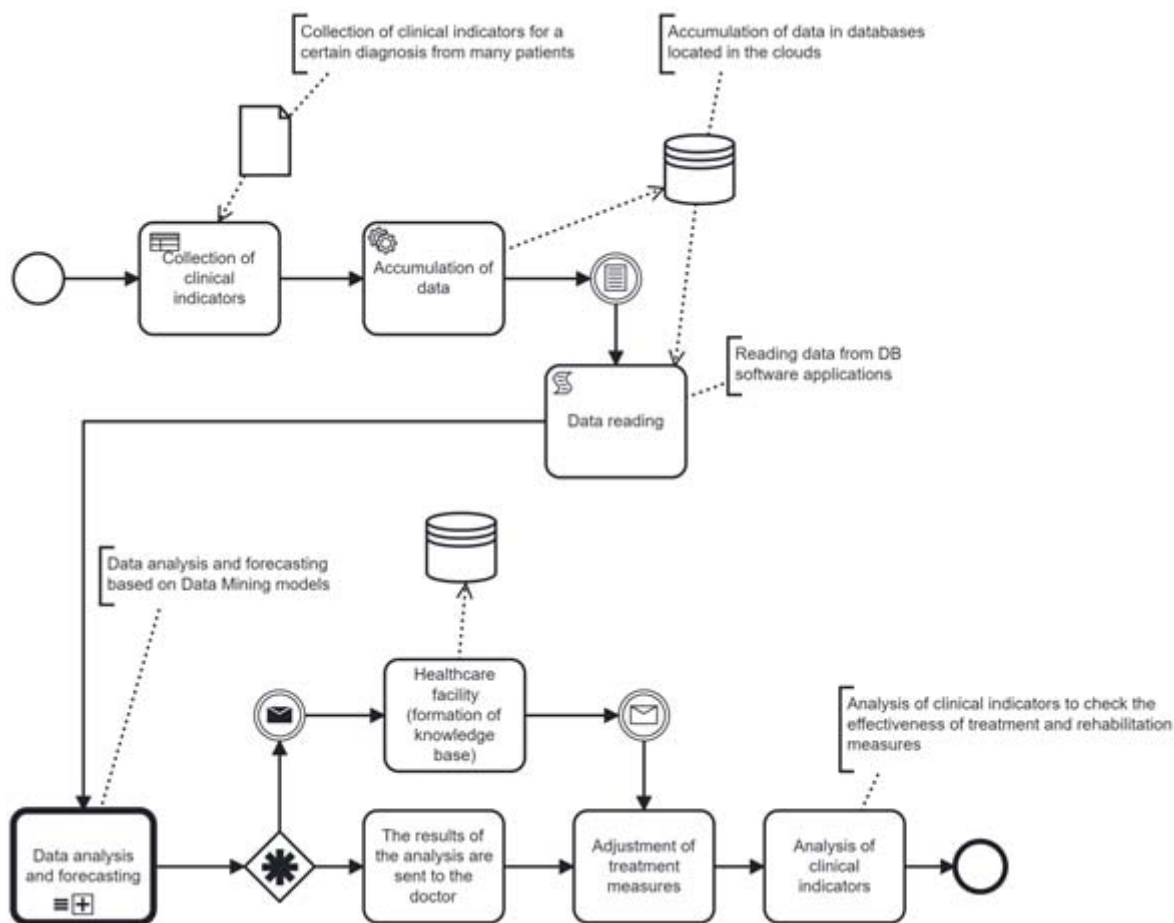 Collection of clinical indicators for a
certain diagnosis from many patients
Accumulation of data in databases
located in the clouds
Collection of
clinical
indicators
Accumulation of
data
Reading data from DB
software applications
Data reading
Data analysis and forecasting
based on Data Mining models
Healthcare
facility
(formation of
knowledge
base)
Analysis of clinical indicators to check the
effectiveness of treatment and rehabilitation
measures
Data analysis
and forecasting
The results of
the analysis are
sent to the
doctor
Adjustment of
treatment
measures
Analysis of
clinical
indicators